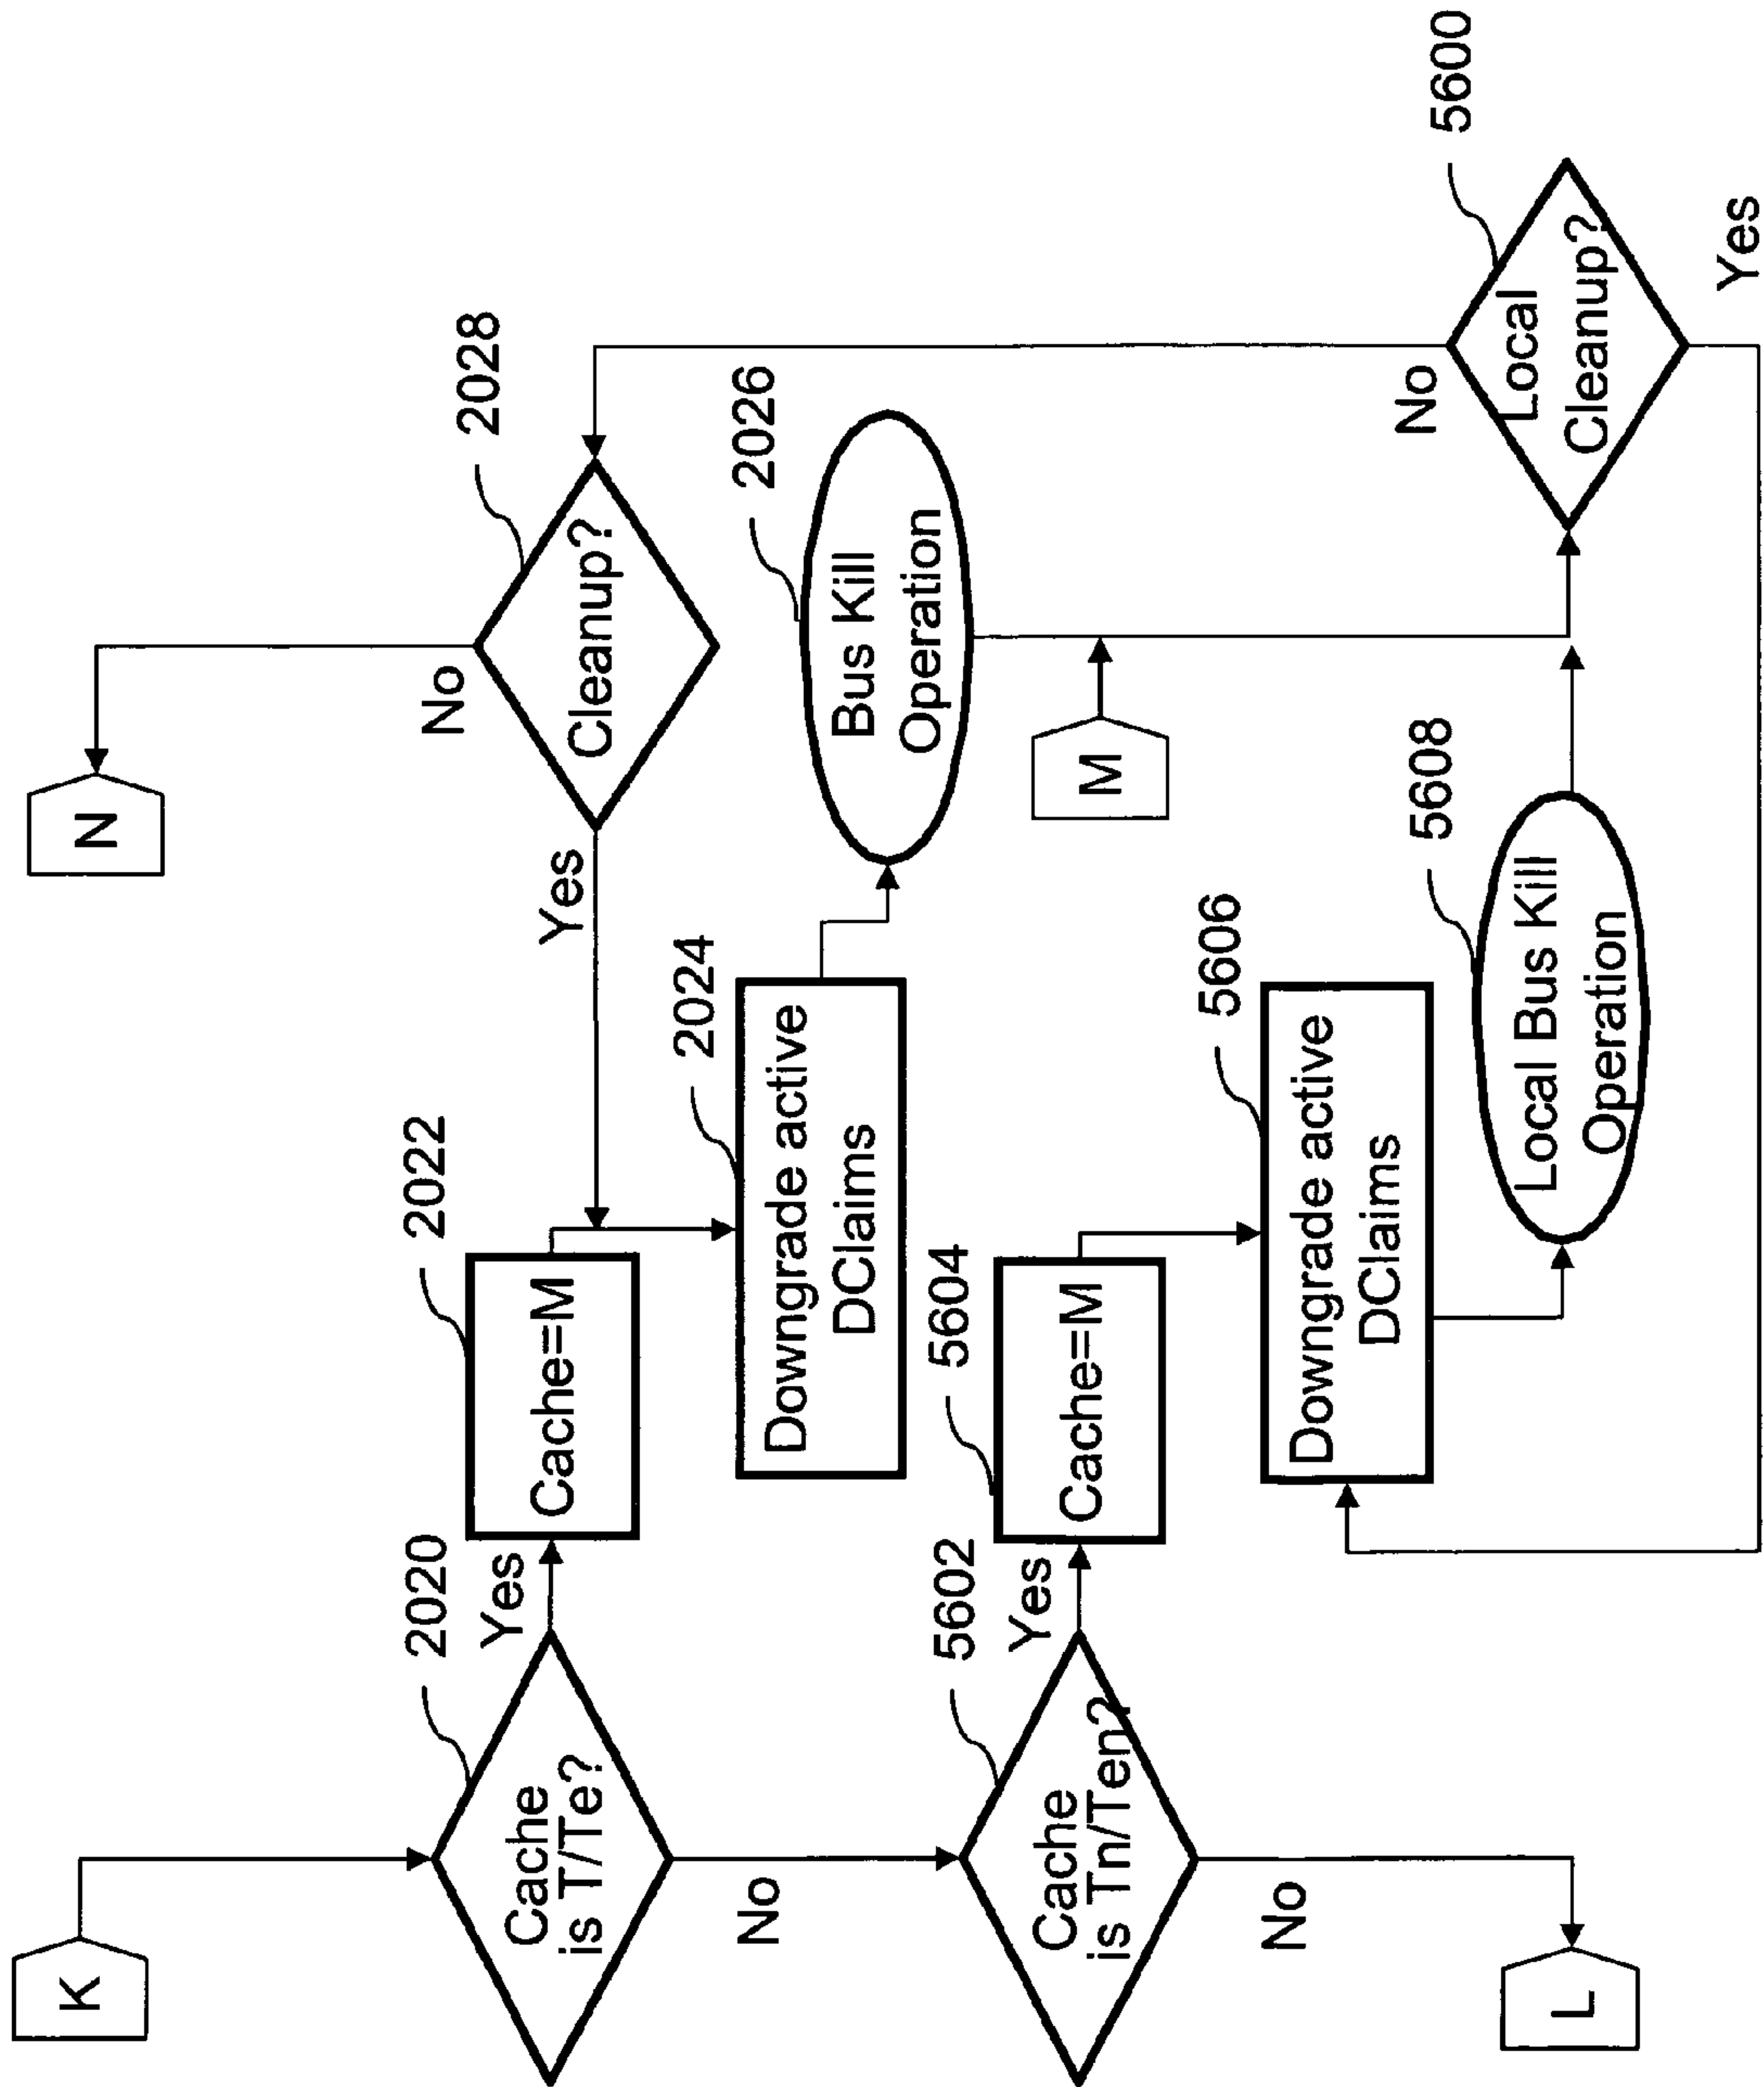 K
2020
Cache
is T/Te?
Yes
No
2022
Cache=M
2024
Downgrade active
DClaims
Yes
N
No
2028
Cleanup?
2026
Bus Kill
Operation
5602
Cache
is Tn/Ten?
Yes
No
L
5604
Cache=M
5606
Downgrade active
DClaims
5608
Local Bus Kill
Operation
M
No
5600
Local
Cleanup?
Yes